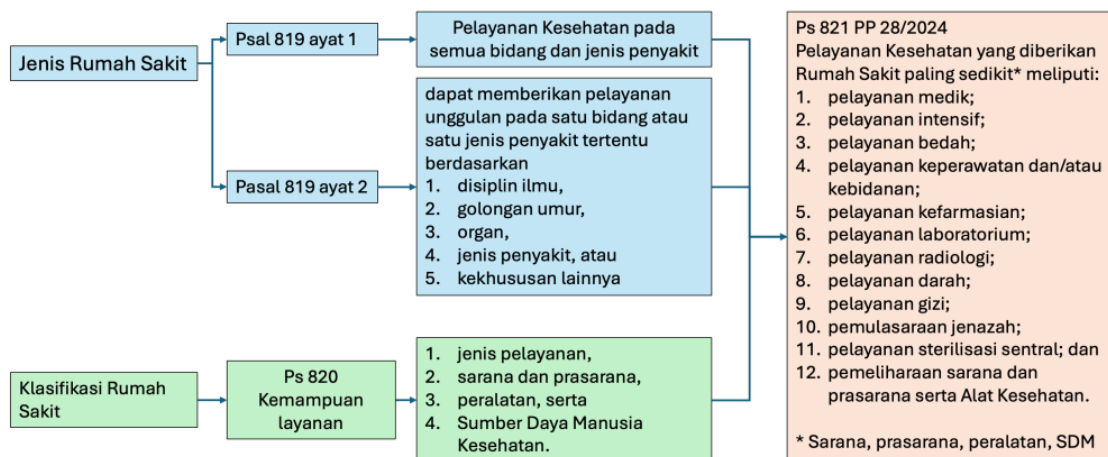 Jenis Rumah Sakit
Psal 819 ayat 1
Pelayanan Kesehatan pada
semua bidang dan jenis penyakit
Pasal 819 ayat 2
dapat memberikan pelayanan
unggulan pada satu bidang atau
satu jenis penyakit tertentu
berdasarkan
1. disiplin ilmu,
2. golongan umur,
3. organ,
4. jenis penyakit, atau
5. kekhususan lainnya
Klasifikasi Rumah
Sakit
Ps 820
Kemampuan
layanan
1. jenis pelayanan,
2. sarana dan prasarana,
3. peralatan, serta
4. Sumber Daya Manusia
Kesehatan.
Ps 821 PP 28/2024
Pelayanan Kesehatan yang diberikan
Rumah Sakit paling sedikit* meliputi:
1. pelayanan medik;
2. pelayanan intensif;
3. pelayanan bedah;
4. pelayanan keperawatan dan/atau
kebidanan;
5. pelayanan kefarmasian;
6. pelayanan laboratorium;
7. pelayanan radiologi;
8. pelayanan darah;
9. pelayanan gizi;
10. pemulasaraan jenazah;
11. pelayanan sterilisasi sentral; dan
12. pemeliharaan sarana dan
prasarana serta Alat Kesehatan.
* Sarana, prasarana, peralatan, SDM